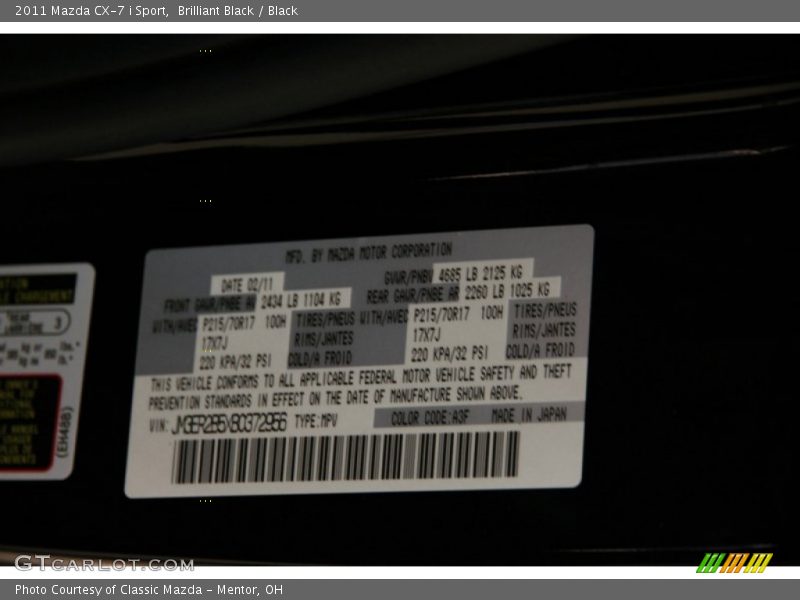 2011 Mazda CX-7 i Sport, Brilliant Black / Black
MFD. BY MAZDA MOTOR CORPORATION
DATE 02/11 GVWR/PNBV 4685 LB 2125 KG
FRONT GAWR/PNBE AV 2434 LB 1104 KG REAR GAWR/PNBE AR 2260 LB 1025 KG
WITH/AVEC P215/70R17 100H TIRES/PNEUS WITH/AVEC P215/70R17 100H TIRES/PNEUS
17X7J RIMS/JANTES 17X7J RIMS/JANTES
220 KPA/32 PSI COLD/A FROID 220 KPA/32 PSI COLD/A FROID
THIS VEHICLE CONFORMS TO ALL APPLICABLE FEDERAL MOTOR VEHICLE SAFETY AND THEFT
PREVENTION STANDARDS IN EFFECT ON THE DATE OF MANUFACTURE SHOWN ABOVE.
VIN: JM3ER2B5XB0372956 TYPE:MPV COLOR CODE:A3F MADE IN JAPAN
(EH48B)
GTCARLOT.COM
Photo Courtesy of Classic Mazda - Mentor, OH